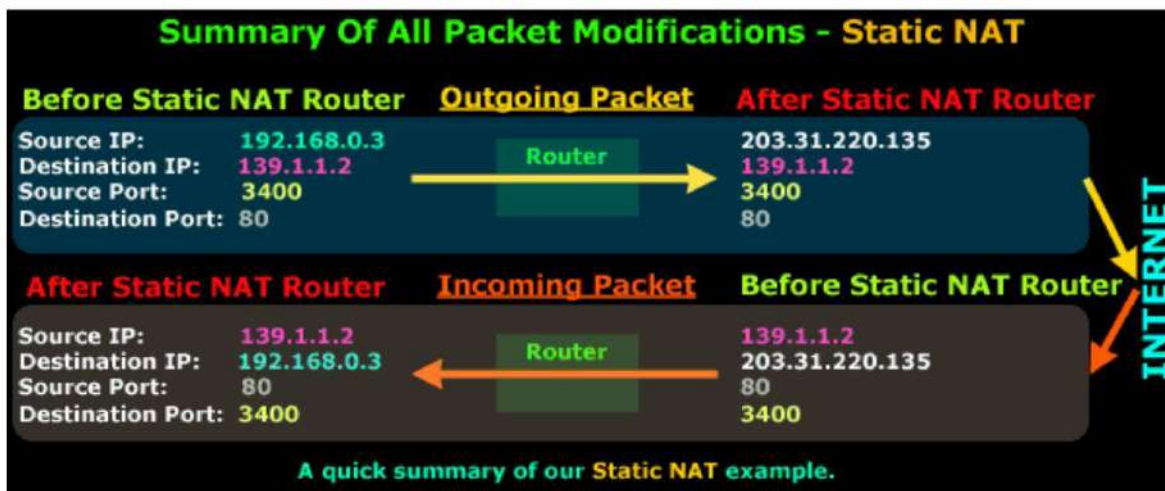 Summary Of All Packet Modifications - Static NAT
Before Static NAT Router Outgoing Packet After Static NAT Router
Source IP: 192.168.0.3 Router 203.31.220.135
Destination IP: 139.1.1.2 139.1.1.2
Source Port: 3400 3400
Destination Port: 80 80
INTERNET
After Static NAT Router Incoming Packet Before Static NAT Router
Source IP: 139.1.1.2 Router 139.1.1.2
Destination IP: 192.168.0.3 203.31.220.135
Source Port: 80 80
Destination Port: 3400 3400
A quick summary of our Static NAT example.